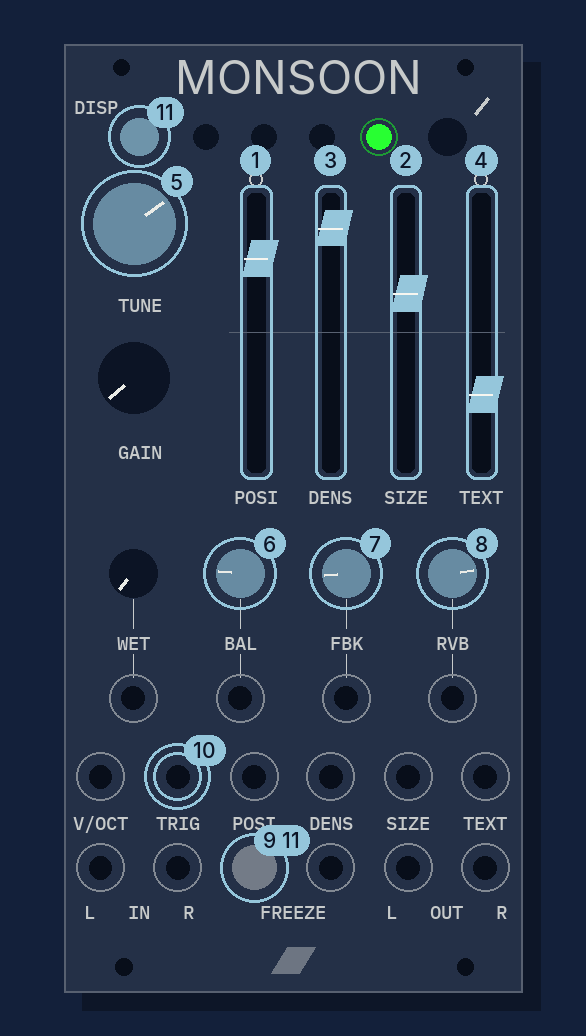 MONSOON
DISP 11
1 3 2 4
5
TUNE
GAIN
POSI DENS SIZE TEXT
6 7 8
WET BAL FBK RVB
10
V/OCT TRIG POSI DENS SIZE TEXT
9 11
L IN R FREEZE L OUT R